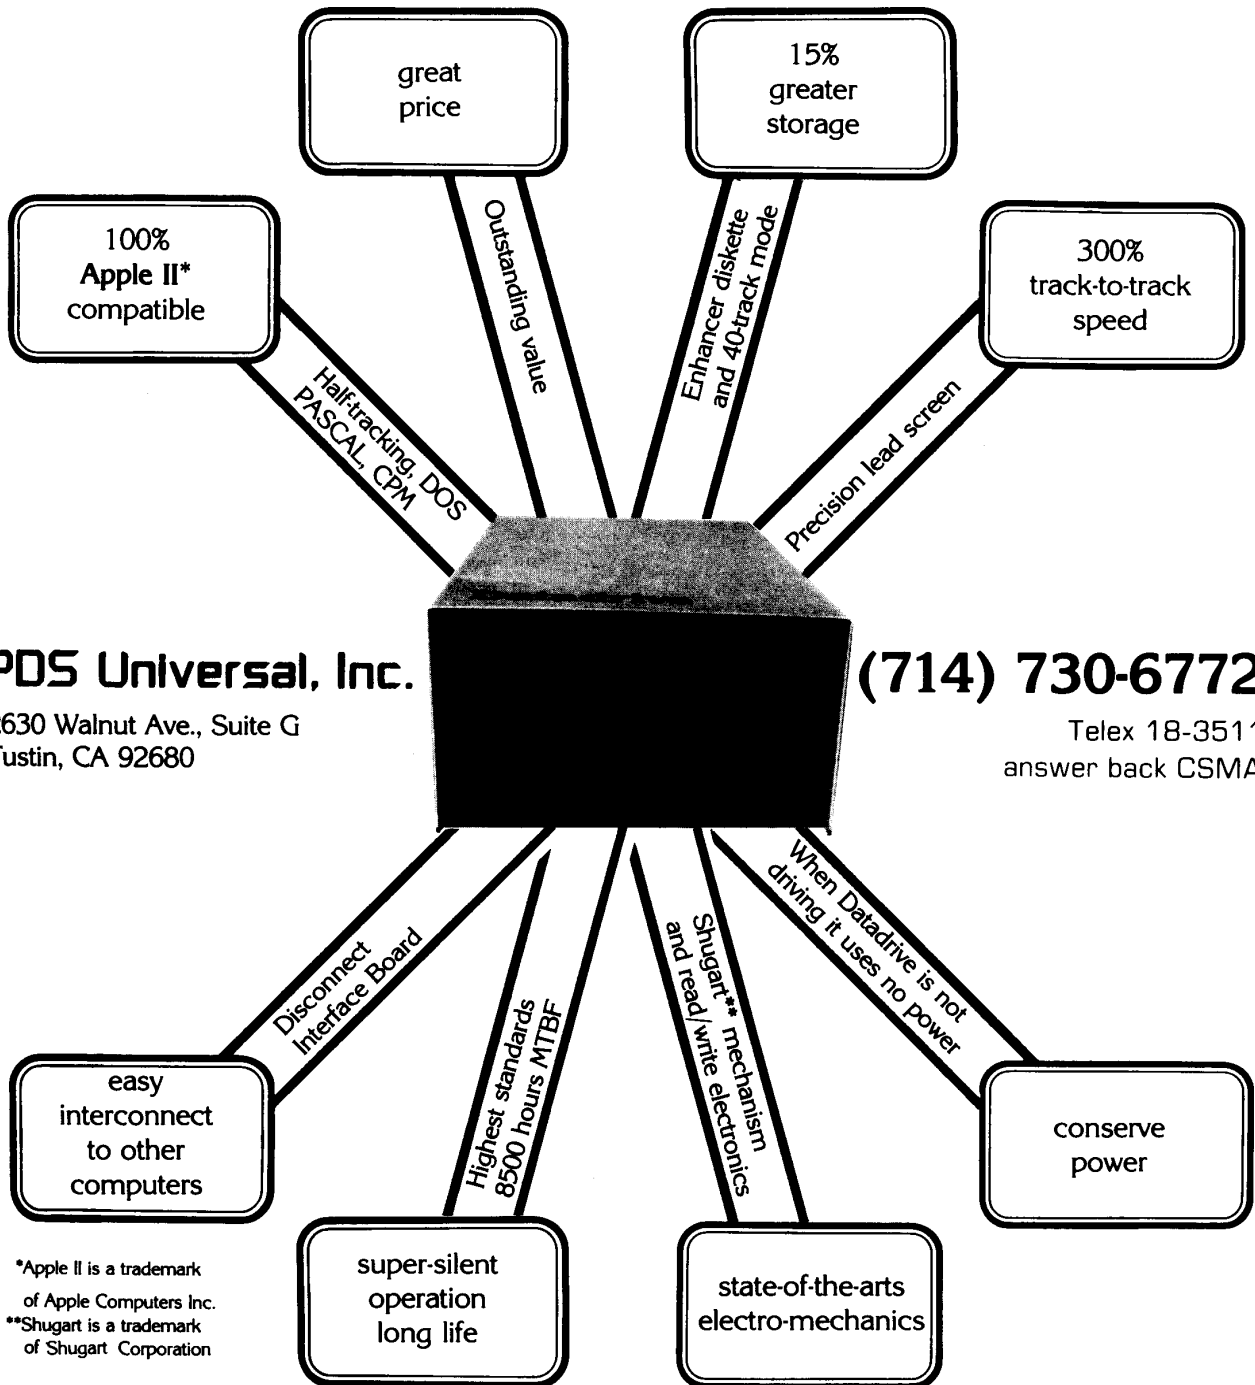 great
price
15%
greater
storage
100%
Apple II*
compatible
300%
track-to-track
speed
Half-tracking, DOS
PASCAL, CPM
Outstanding value
Enhancer diskette
and 40-track mode
Precision lead screen
PDS Universal, Inc.
2630 Walnut Ave., Suite G
Tustin, CA 92680
(714) 730-6772
Telex 18-3511
answer back CSMA
Disconnect
Interface Board
Highest standards
8500 hours MTBF
Shugart** mechanism
and read/write electronics
When Datadrive is not
driving it uses no power
easy
interconnect
to other
computers
super-silent
operation
long life
state-of-the-arts
electro-mechanics
conserve
power
*Apple II is a trademark
of Apple Computers Inc.
**Shugart is a trademark
of Shugart Corporation